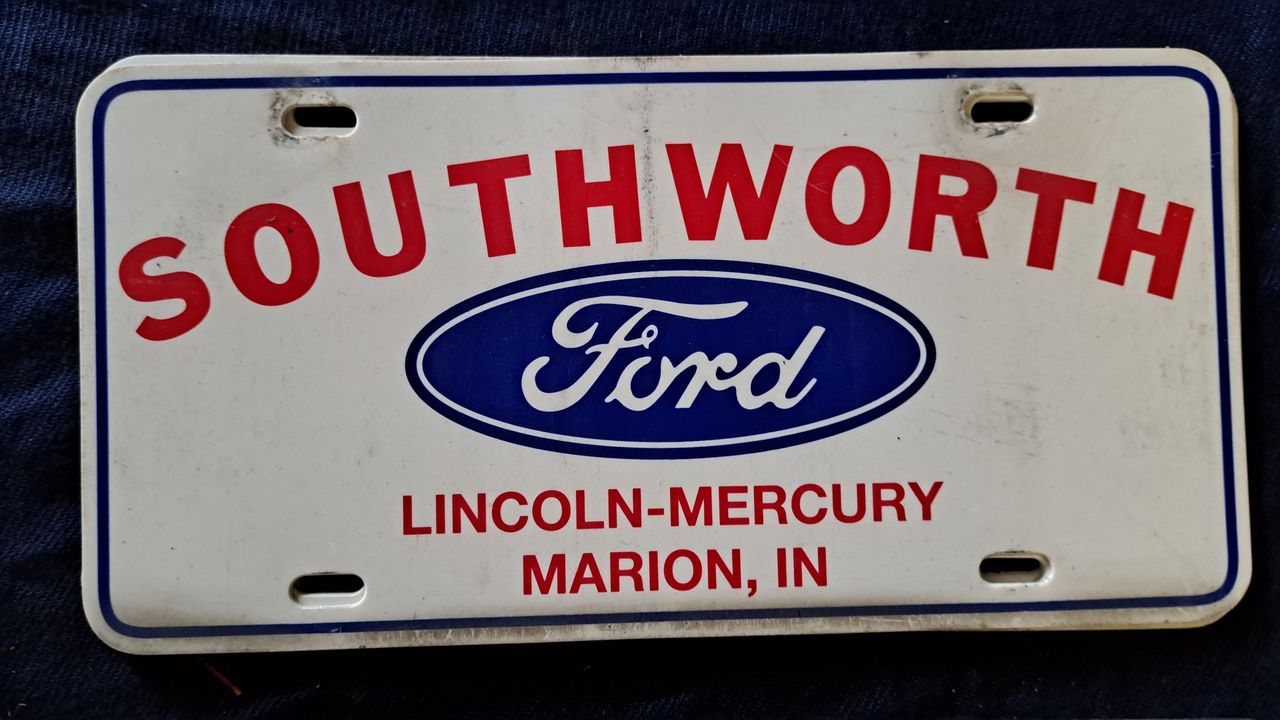 SOUTHWORTH
Ford
LINCOLN-MERCURY
MARION, IN